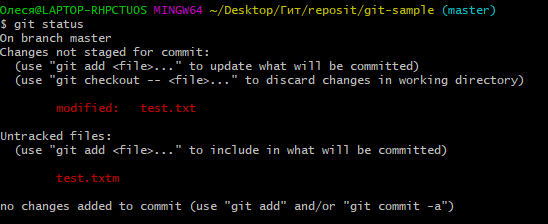 Олеся@LAPTOP-RHPCTUOS MINGW64 ~/Desktop/Гит/reposit/git-sample (master)
$ git status
On branch master
Changes not staged for commit:
  (use "git add <file>..." to update what will be committed)
  (use "git checkout -- <file>..." to discard changes in working directory)

        modified:   test.txt

Untracked files:
  (use "git add <file>..." to include in what will be committed)

        test.txtm

no changes added to commit (use "git add" and/or "git commit -a")